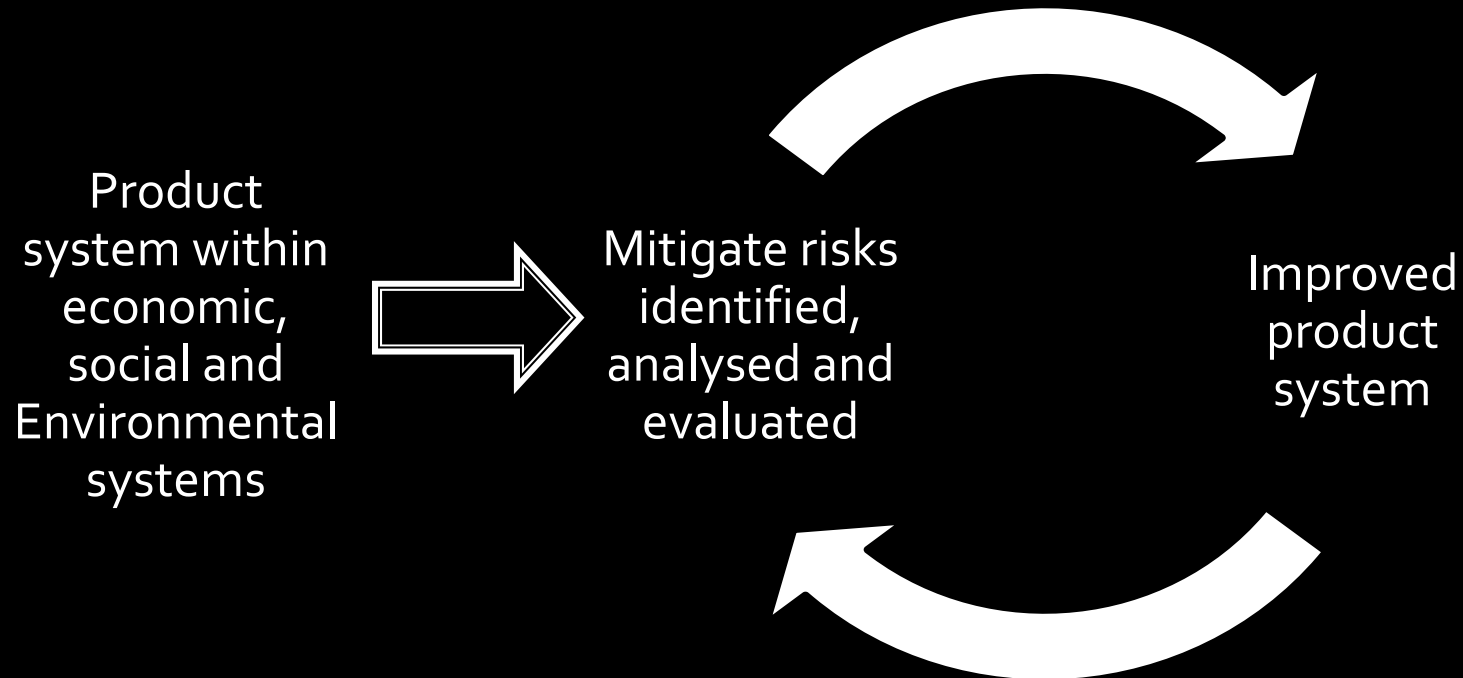 Product
system within
economic,
social and
Environmental
systems
Mitigate risks
identified,
analysed and
evaluated
Improved
product
system